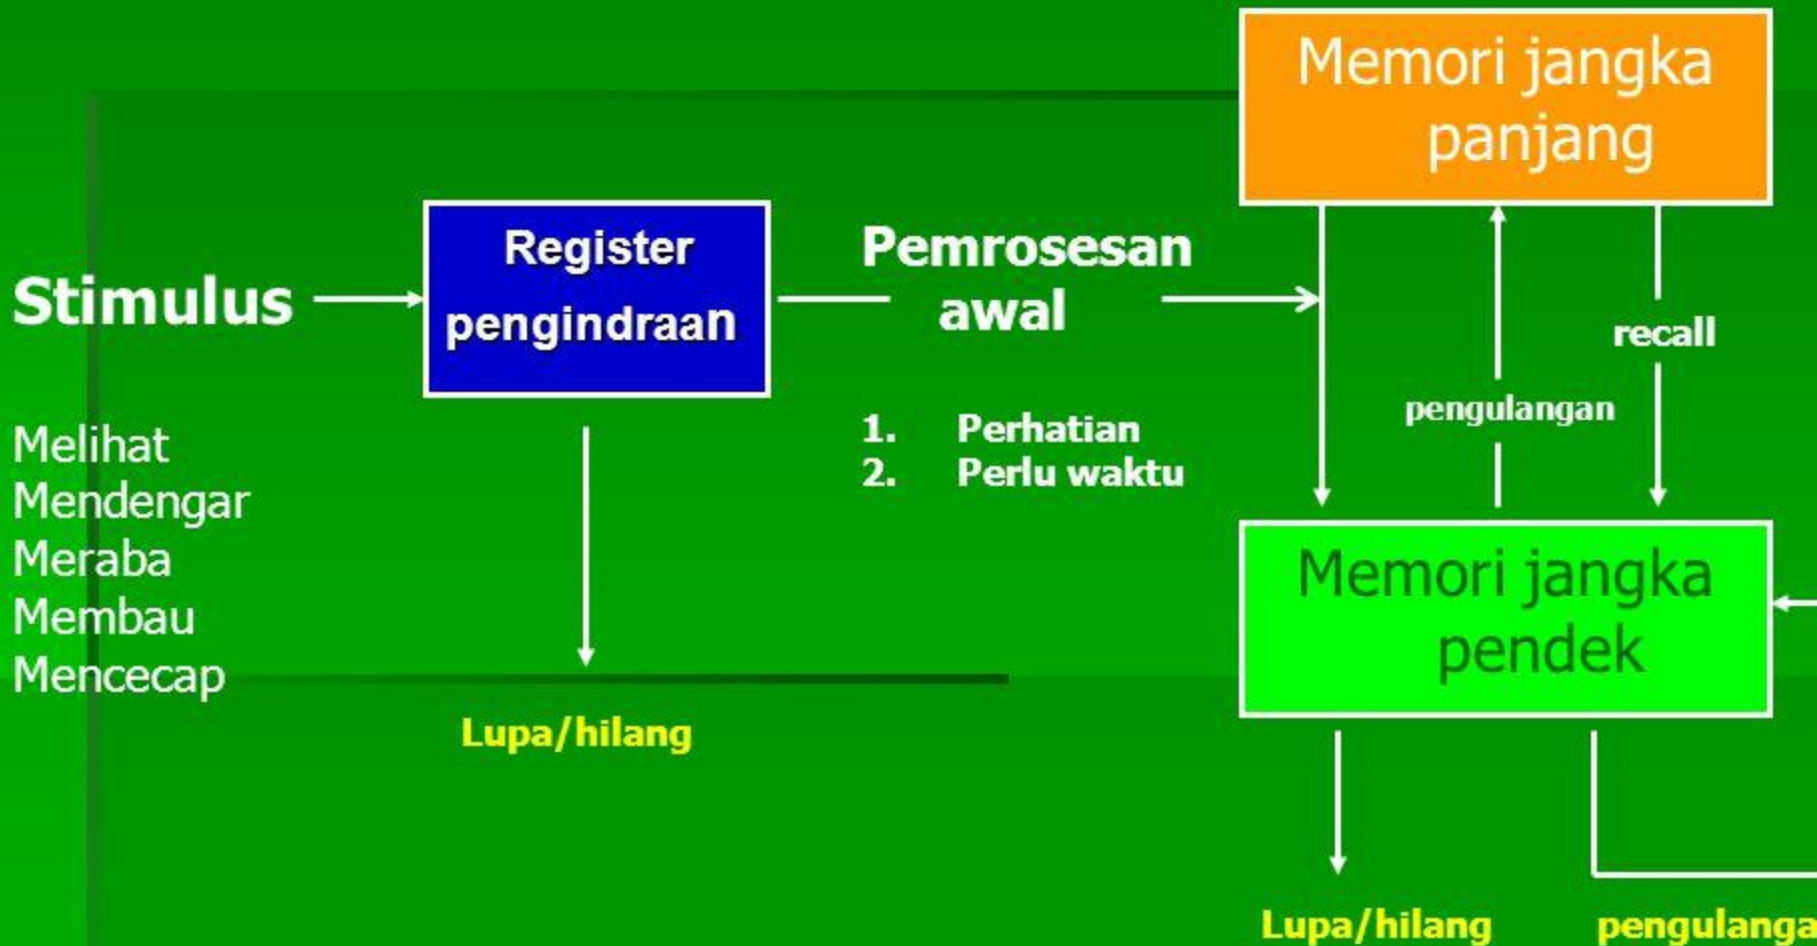 Memori jangka
panjang
Stimulus
Register
pengindraan
Pemrosesan
awal
1. Perhatian
2. Perlu waktu
recall
pengulangan
Melihat
Mendengar
Meraba
Membau
Mencecap
Memori jangka
pendek
Lupa/hilang
Lupa/hilang
pengulanga